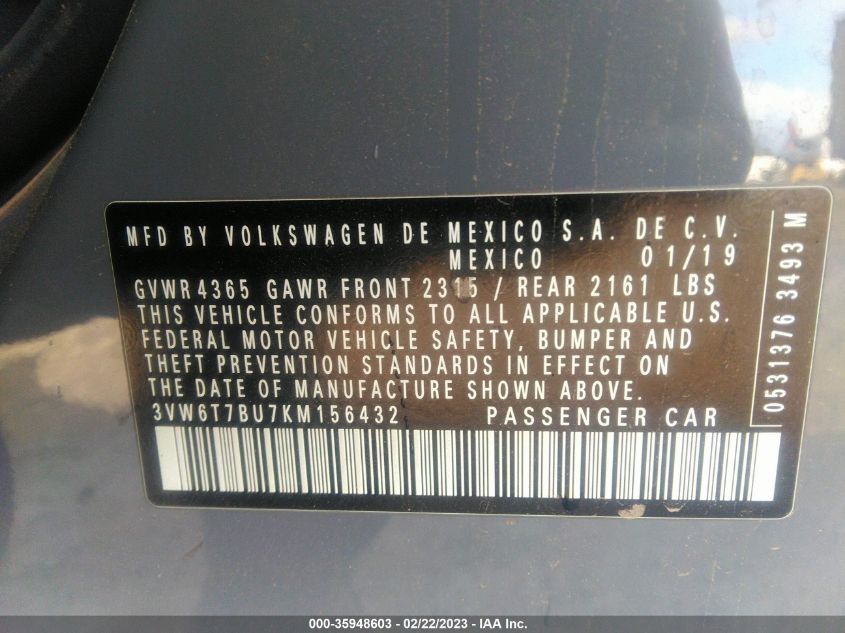 MFD BY VOLKSWAGEN DE MEXICO S.A. DE C.V.
MEXICO 01/19
GVWR 4365 GAWR FRONT 2315 / REAR 2161 LBS
THIS VEHICLE CONFORMS TO ALL APPLICABLE U.S.
FEDERAL MOTOR VEHICLE SAFETY, BUMPER AND
THEFT PREVENTION STANDARDS IN EFFECT ON
THE DATE OF MANUFACTURE SHOWN ABOVE.
3VW6T7BU7KM156432 PASSENGER CAR
0531376 3493 M
000-35948603 - 02/22/2023 - IAA Inc.